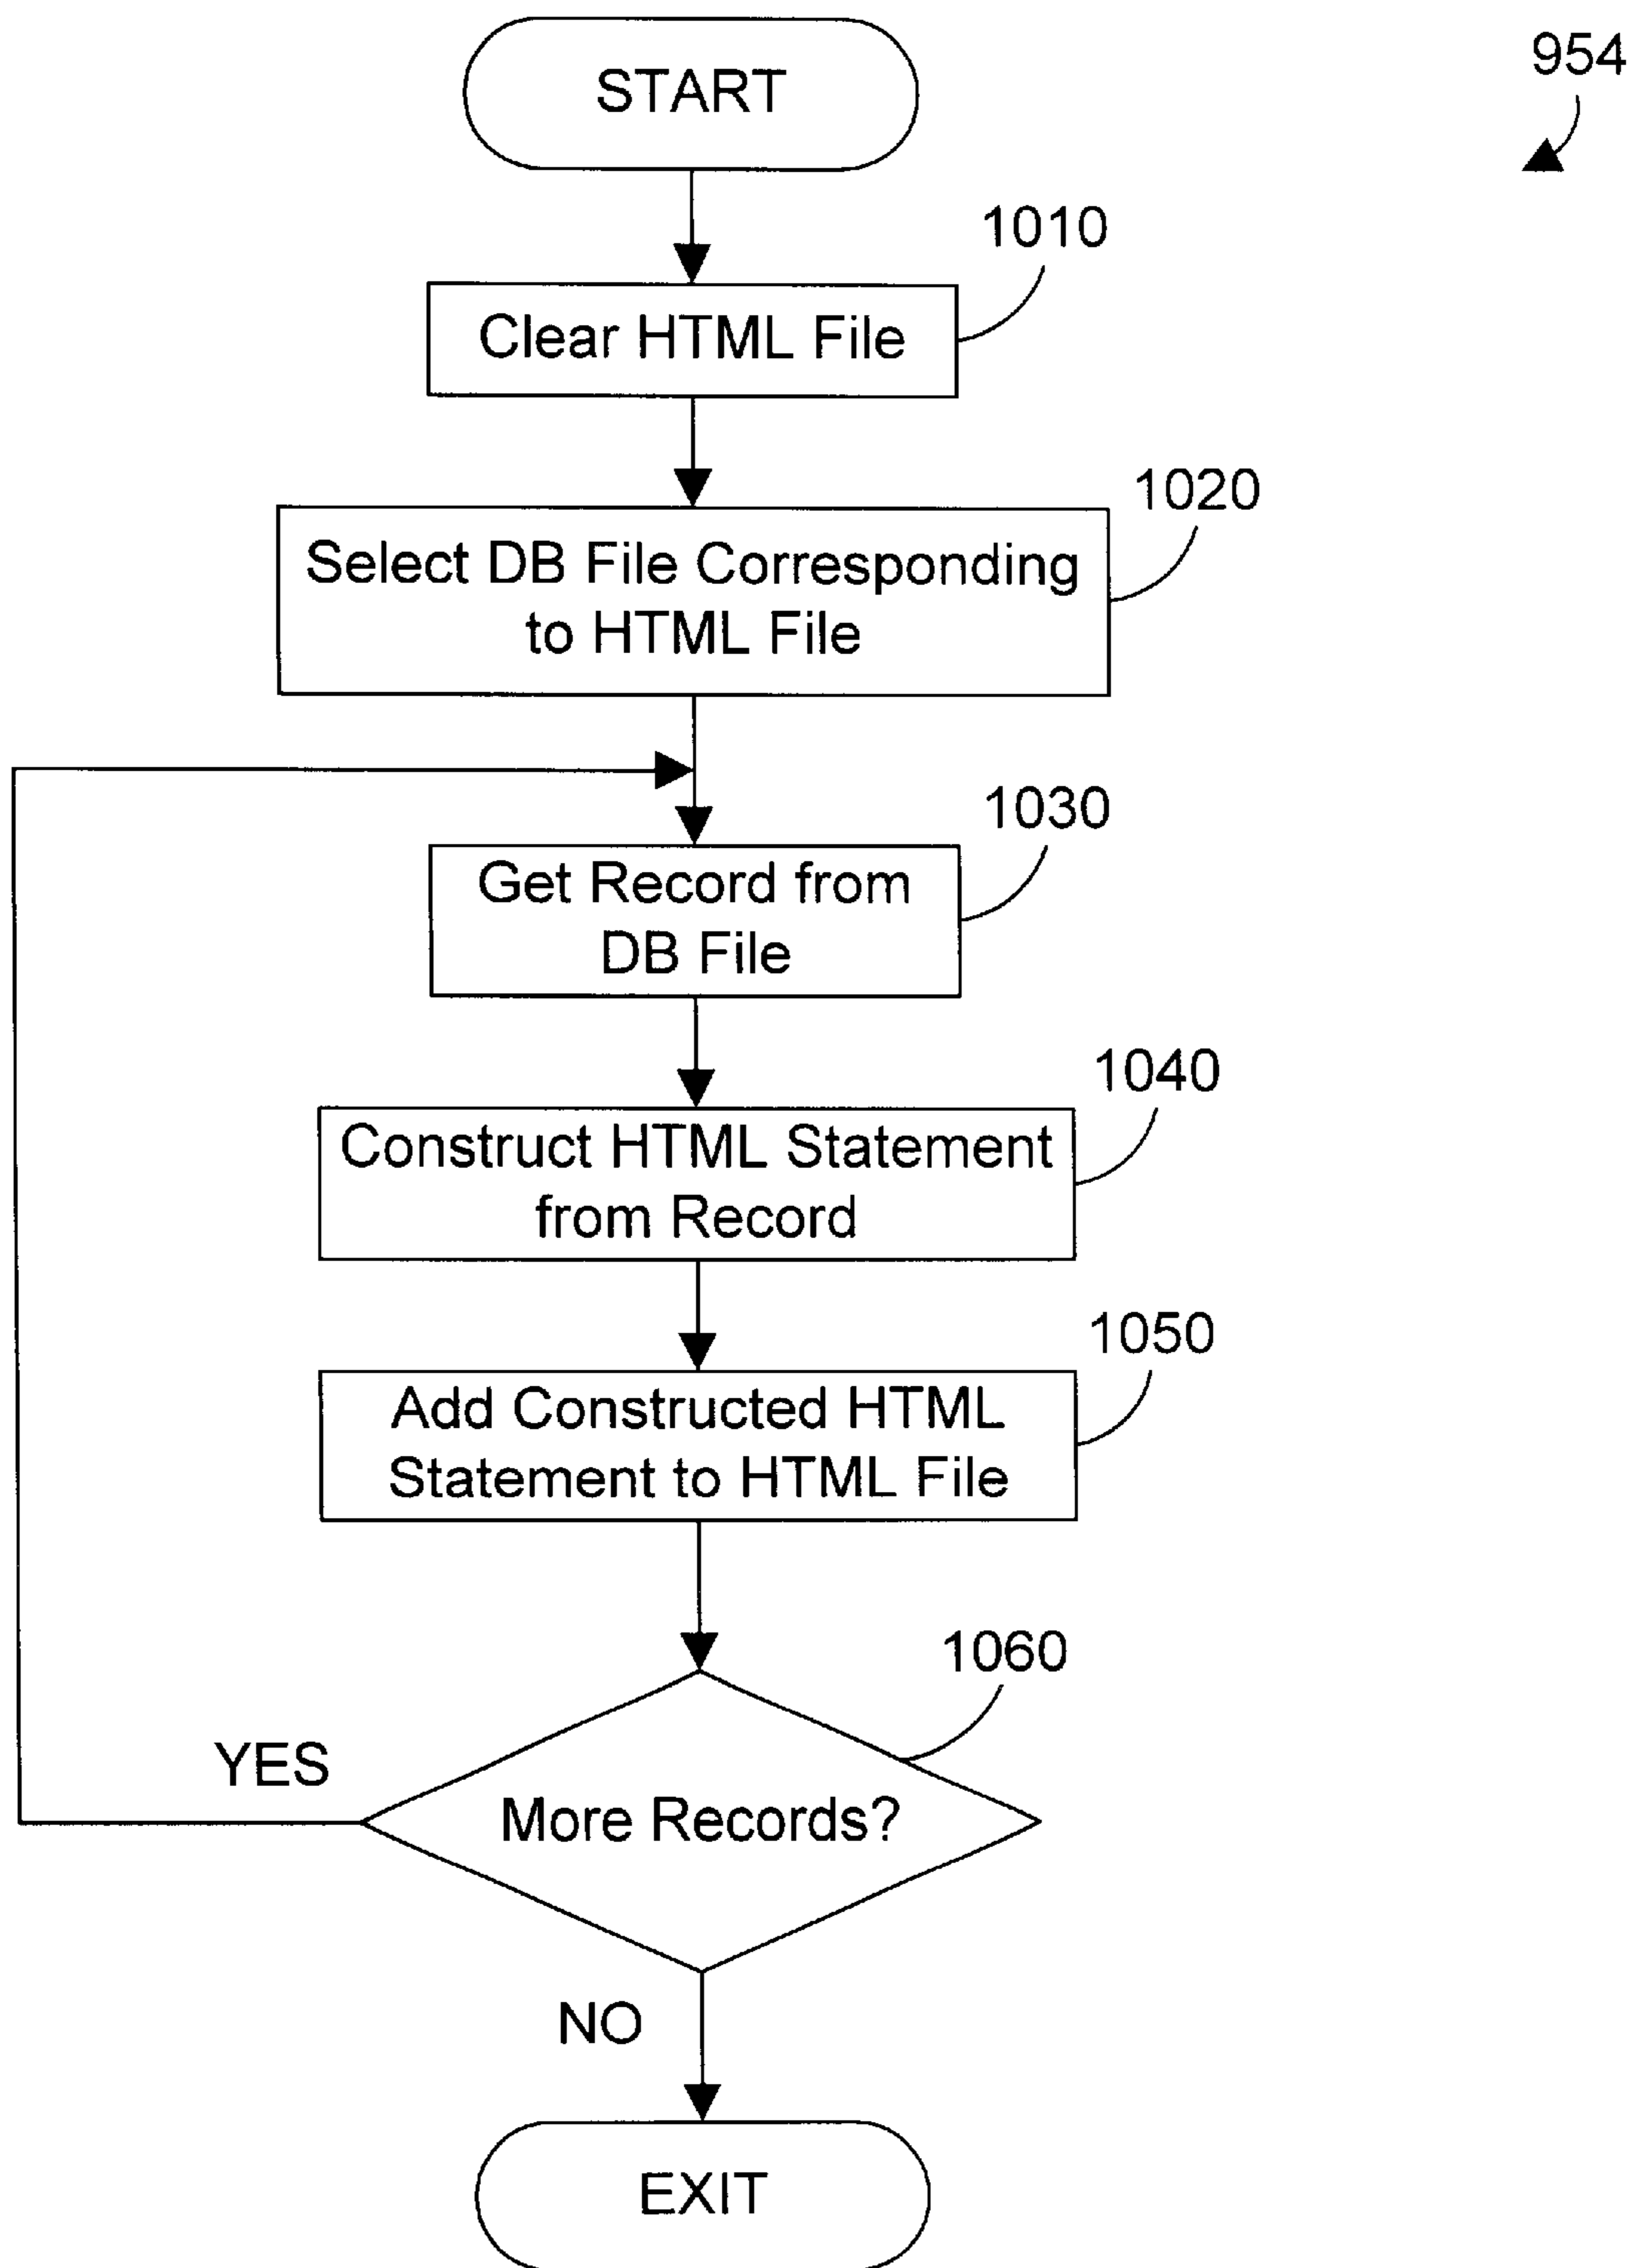 START
954
1010
Clear HTML File
1020
Select DB File Corresponding
to HTML File
1030
Get Record from
DB File
1040
Construct HTML Statement
from Record
1050
Add Constructed HTML
Statement to HTML File
1060
YES
More Records?
NO
EXIT